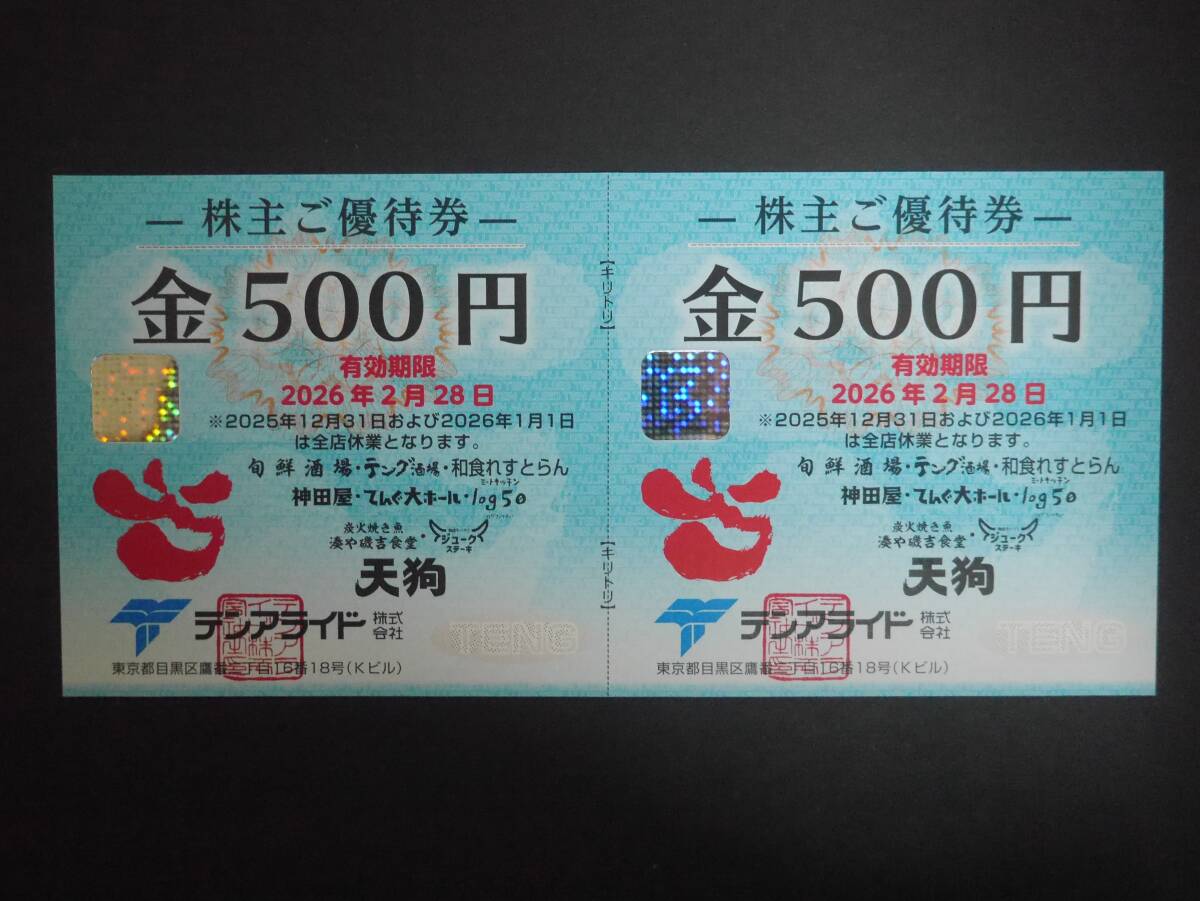 ― 株主ご優待券 ―
金500円
有効期限
2026年2月28日
※2025年12月31日および2026年1月1日
は全店休業となります。
旬鮮酒場・テング酒場・和食れすとらん
ミートキッチン
神田屋・てんぐ大ホール・log50
炭火焼き魚
湊や磯吉食堂・ジューク
ステーキ
天狗
テンアライド 株式
会社
TENG
東京都目黒区鷹番二丁目16番18号(Kビル)
【キリトリ】
【キリトリ】
― 株主ご優待券 ―
金500円
有効期限
2026年2月28日
※2025年12月31日および2026年1月1日
は全店休業となります。
旬鮮酒場・テング酒場・和食れすとらん
ミートキッチン
神田屋・てんぐ大ホール・log50
炭火焼き魚
湊や磯吉食堂・ジューク
ステーキ
天狗
テンアライド 株式
会社
TENG
東京都目黒区鷹番二丁目16番18号(Kビル)